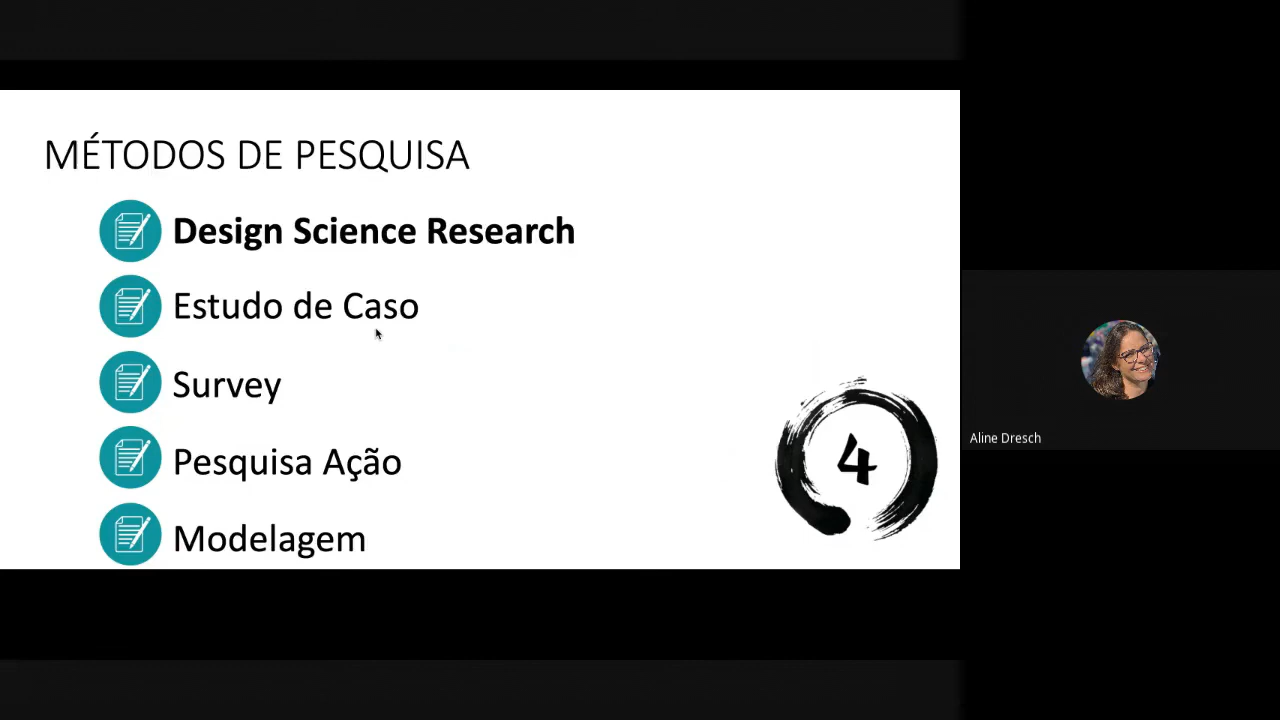 MÉTODOS DE PESQUISA
Design Science Research
Estudo de Caso
Survey
Pesquisa Ação
Modelagem
4
Aline Dresch